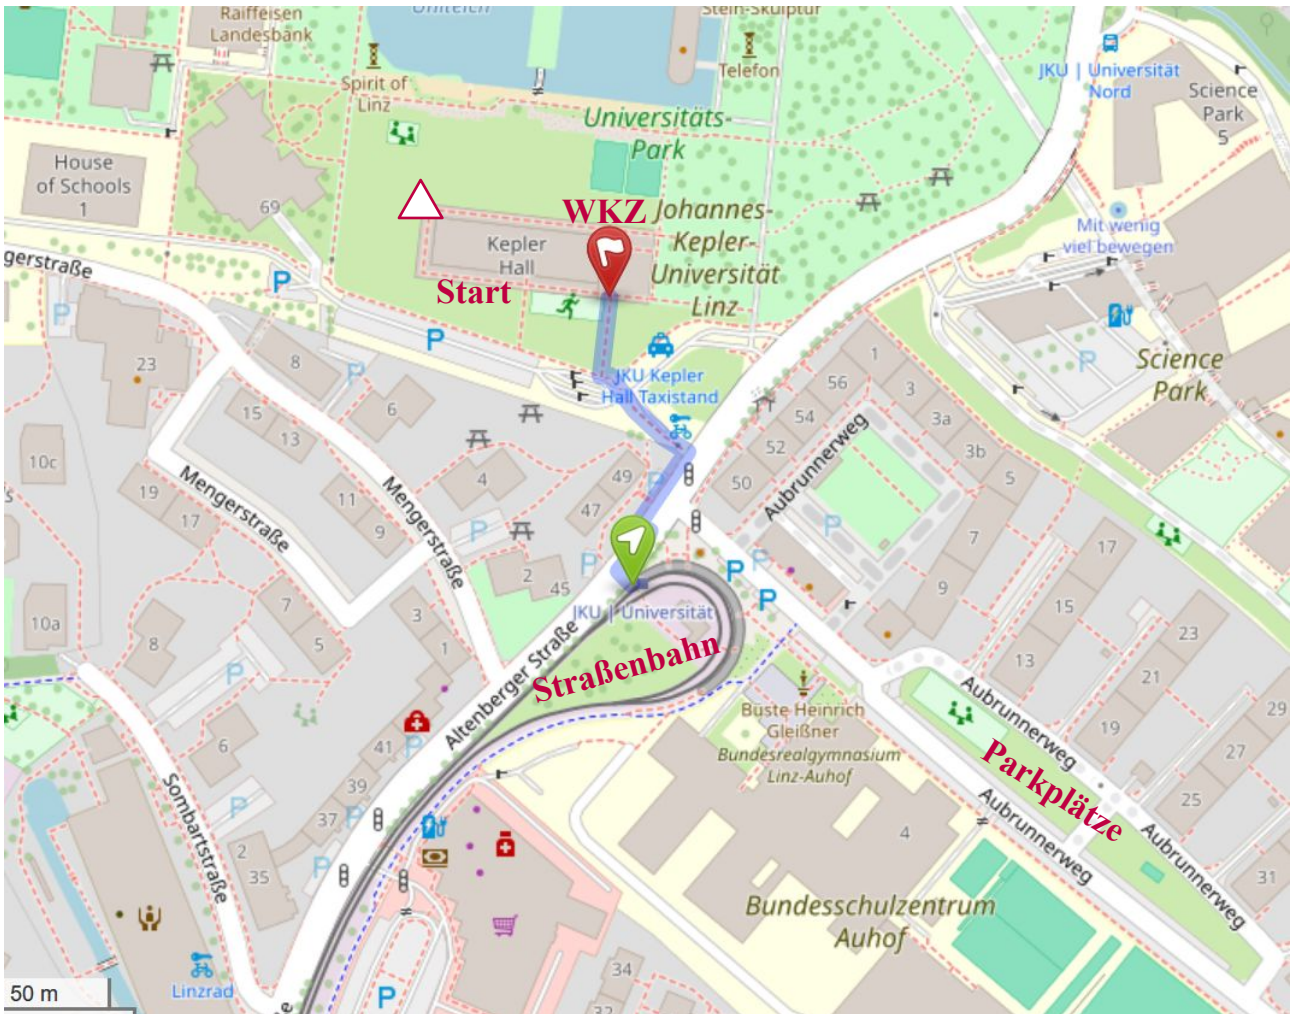 Raiffeisen
Landesbank
Uniteich
Stein-Skulptur
Spirit of
Linz
Telefon
JKU | Universität
Nord
Science
Park
5
House
of Schools
1
69
Universitäts-
Park
WKZ
Johannes-
Kepler-
Universität
Linz
Kepler
Hall
Start
Mit wenig
viel bewegen
gerstraße
P
P
P
23
8
P
6
JKU Kepler
Hall Taxistand
1
56
3
54
3a
52
3b
50
5
Aubrunnerweg
P
Science
Park
P
15
13
10c
19
17
Mengerstraße
11
9
Mengerstraße
4
49
P
47
P
P
2
45
P
P
P
7
9
17
15
13
23
21
19
29
27
25
31
JKU | Universität
Straßenbahn
Altenberger Straße
10a
8
7
5
3
1
P
6
P
41
P
39
37
P
2
35
P
Sombartstraße
Linzrad
Büste Heinrich
Gleißner
Bundesrealgymnasium
Linz-Auhof
4
Aubrunnerweg
Parkplätze
Aubrunnerweg
Aubrunnerweg
Bundesschulzentrum
Auhof
34
32
P
50 m